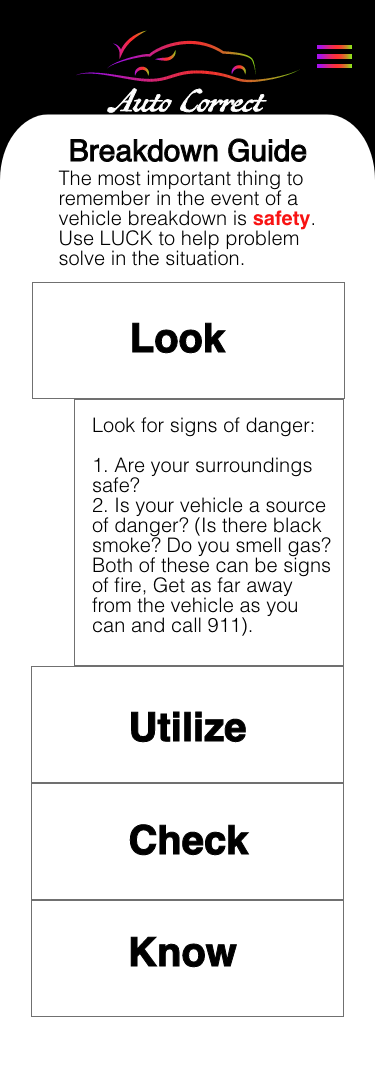 Auto Correct
Breakdown Guide
The most important thing to
remember in the event of a
vehicle breakdown is safety.
Use LUCK to help problem
solve in the situation.
Look
Look for signs of danger:
1. Are your surroundings
safe?
2. Is your vehicle a source
of danger? (Is there black
smoke? Do you smell gas?
Both of these can be signs
of fire, Get as far away
from the vehicle as you
can and call 911).
Utilize
Check
Know